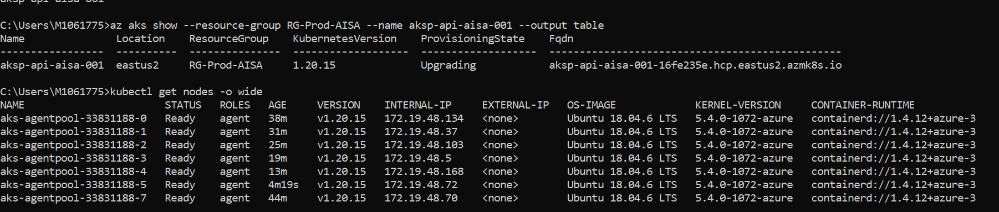 aksp-api-aisa-001
C:\Users\M1061775>az aks show --resource-group RG-Prod-AISA --name aksp-api-aisa-001 --output table
Name Location ResourceGroup KubernetesVersion ProvisioningState Fqdn
----------------- ---------- --------------- ------------------- ------------------- ------------------------------------------------
aksp-api-aisa-001 eastus2 RG-Prod-AISA 1.20.15 Upgrading aksp-api-aisa-001-16fe235e.hcp.eastus2.azmk8s.io
C:\Users\M1061775>kubectl get nodes -o wide
NAME STATUS ROLES AGE VERSION INTERNAL-IP EXTERNAL-IP OS-IMAGE KERNEL-VERSION CONTAINER-RUNTIME
aks-agentpool-33831188-0 Ready agent 38m v1.20.15 172.19.48.134 <none> Ubuntu 18.04.6 LTS 5.4.0-1072-azure containerd://1.4.12+azure-3
aks-agentpool-33831188-1 Ready agent 31m v1.20.15 172.19.48.37 <none> Ubuntu 18.04.6 LTS 5.4.0-1072-azure containerd://1.4.12+azure-3
aks-agentpool-33831188-2 Ready agent 25m v1.20.15 172.19.48.103 <none> Ubuntu 18.04.6 LTS 5.4.0-1072-azure containerd://1.4.12+azure-3
aks-agentpool-33831188-3 Ready agent 19m v1.20.15 172.19.48.5 <none> Ubuntu 18.04.6 LTS 5.4.0-1072-azure containerd://1.4.12+azure-3
aks-agentpool-33831188-4 Ready agent 13m v1.20.15 172.19.48.168 <none> Ubuntu 18.04.6 LTS 5.4.0-1072-azure containerd://1.4.12+azure-3
aks-agentpool-33831188-5 Ready agent 4m19s v1.20.15 172.19.48.72 <none> Ubuntu 18.04.6 LTS 5.4.0-1072-azure containerd://1.4.12+azure-3
aks-agentpool-33831188-7 Ready agent 44m v1.20.15 172.19.48.70 <none> Ubuntu 18.04.6 LTS 5.4.0-1072-azure containerd://1.4.12+azure-3